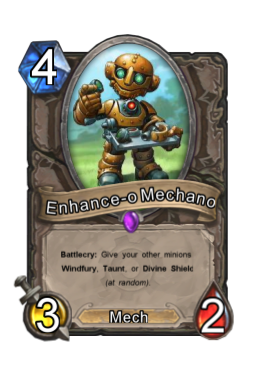 4
Enhance-o Mechano
Battlecry: Give your other minions
Windfury, Taunt, or Divine Shield
(at random).
3
Mech
2